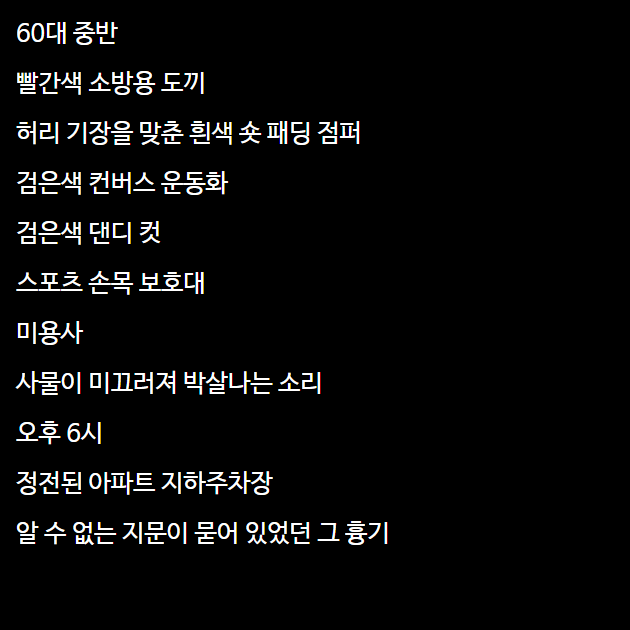 60대 중반
빨간색 소방용 도끼
허리 기장을 맞춘 흰색 숏 패딩 점퍼
검은색 컨버스 운동화
검은색 댄디 컷
스포츠 손목 보호대
미용사
사물이 미끄러져 박살나는 소리
오후 6시
정전된 아파트 지하주차장
알 수 없는 지문이 묻어 있었던 그 흉기